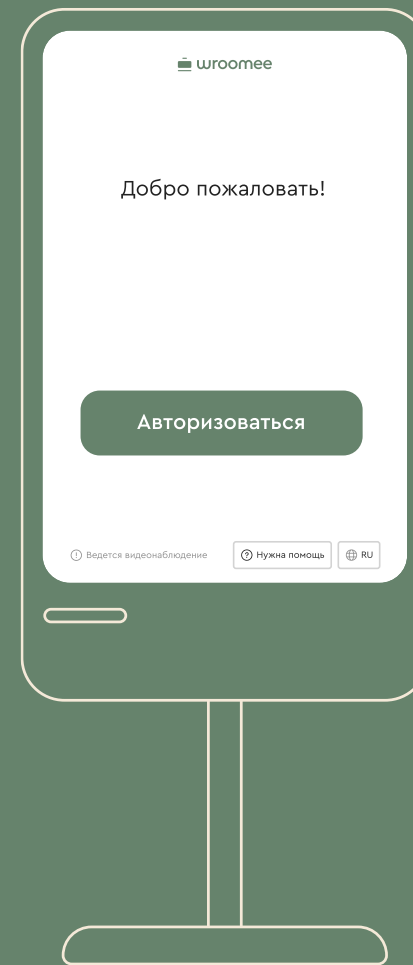 wroomee
Добро пожаловать!
Авторизоваться
Ведется видеонаблюдение
Нужна помощь
RU